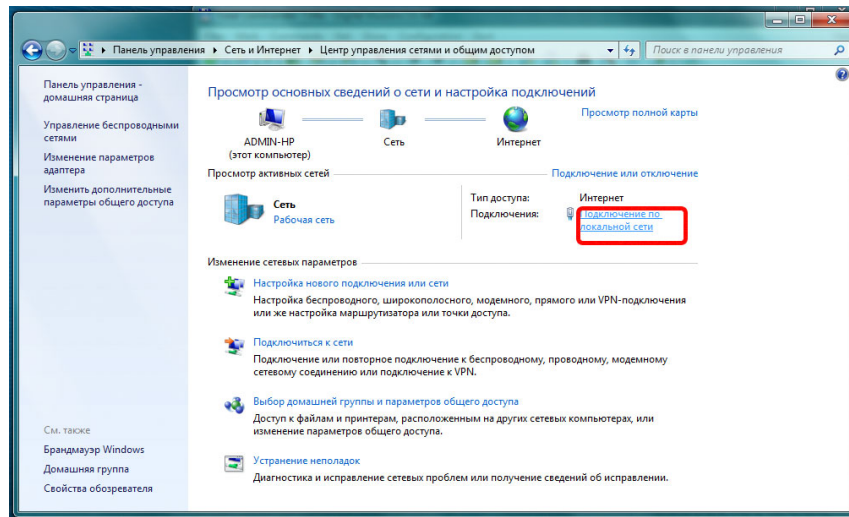 Панель управления ▸ Сеть и Интернет ▸ Центр управления сетями и общим доступом
Поиск в панели управления
Панель управления -
домашняя страница
Управление беспроводными
сетями
Изменение параметров
адаптера
Изменить дополнительные
параметры общего доступа
Просмотр основных сведений о сети и настройка подключений
Просмотр полной карты
ADMIN-HP
(этот компьютер)
Сеть
Интернет
Просмотр активных сетей
Подключение или отключение
Сеть
Рабочая сеть
Тип доступа: Интернет
Подключения: Подключение по
локальной сети
Изменение сетевых параметров
Настройка нового подключения или сети
Настройка беспроводного, широкополосного, модемного, прямого или VPN-подключения
или же настройка маршрутизатора или точки доступа.
Подключиться к сети
Подключение или повторное подключение к беспроводному, проводному, модемному
сетевому соединению или подключение к VPN.
Выбор домашней группы и параметров общего доступа
Доступ к файлам и принтерам, расположенным на других сетевых компьютерах, или
изменение параметров общего доступа.
Устранение неполадок
Диагностика и исправление сетевых проблем или получение сведений об исправлении.
См. также
Брандмауэр Windows
Домашняя группа
Свойства обозревателя